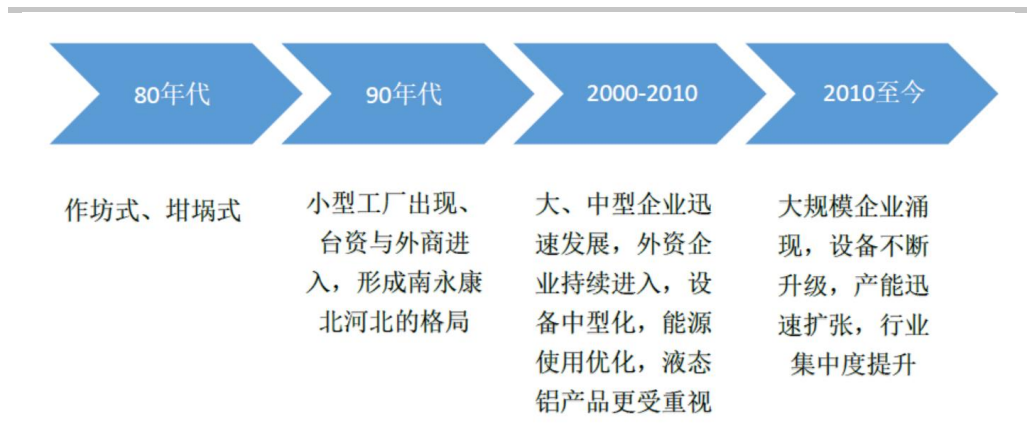 80年代
90年代
2000-2010
2010至今
作坊式、坩埚式
小型工厂出现、
台资与外商进
入，形成南永康
北河北的格局
大、中型企业迅
速发展，外资企
业持续进入，设
备中型化，能源
使用优化，液态
铝产品更受重视
大规模企业涌
现，设备不断
升级，产能迅
速扩张，行业
集中度提升